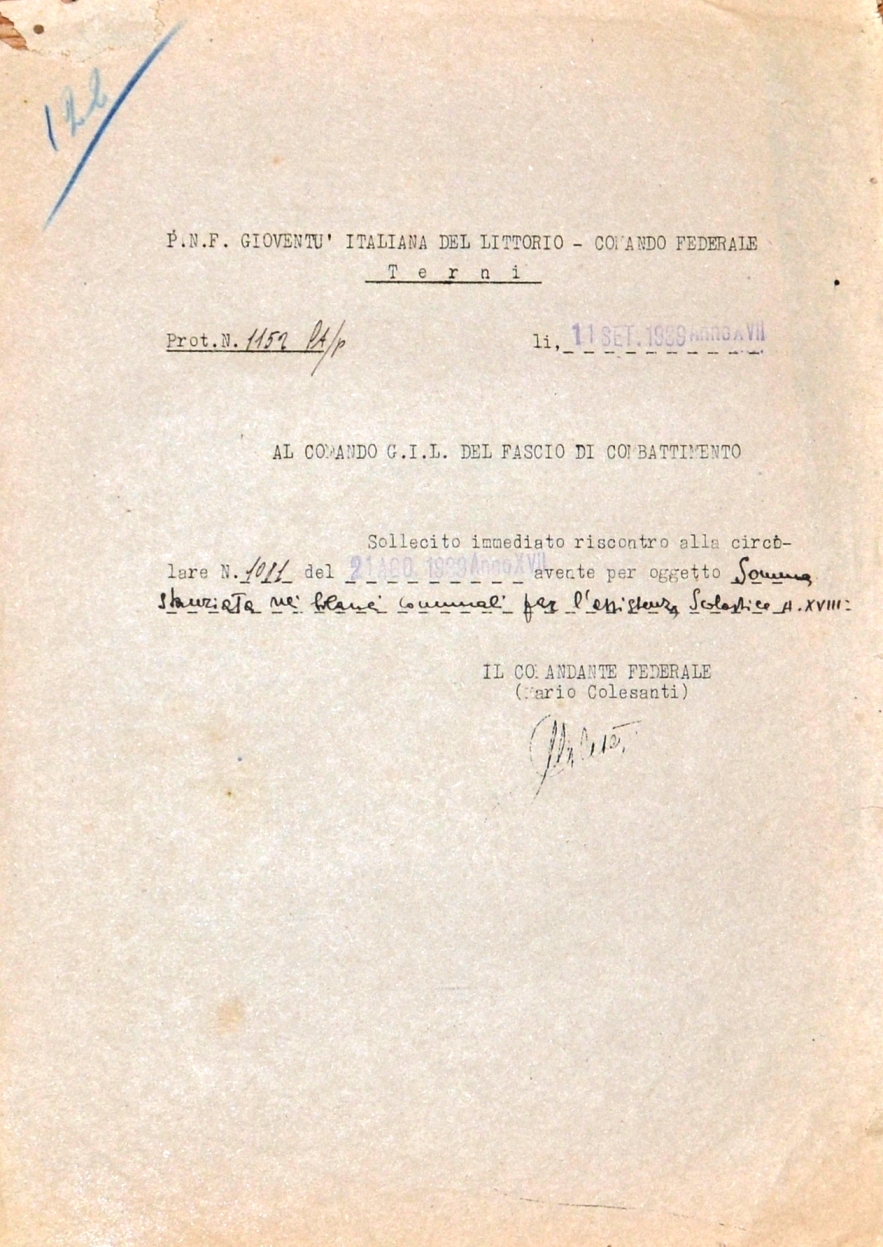 122
P.N.F. GIOVENTU' ITALIANA DEL LITTORIO - COMANDO FEDERALE
Terni
Prot.N. 1152
li, 11 SET. 1939 Anno XVII
AL COMANDO G.I.L. DEL FASCIO DI COMBATTIMENTO
Sollecito immediato riscontro alla circo-
lare N. 1011 del 21 AGO. 1939 Anno XVII avente per oggetto Somma
stanziata nei bilanci comunali per l'assistenza Scolastica A. XVIII:
IL COMANDANTE FEDERALE
(Mario Colesanti)